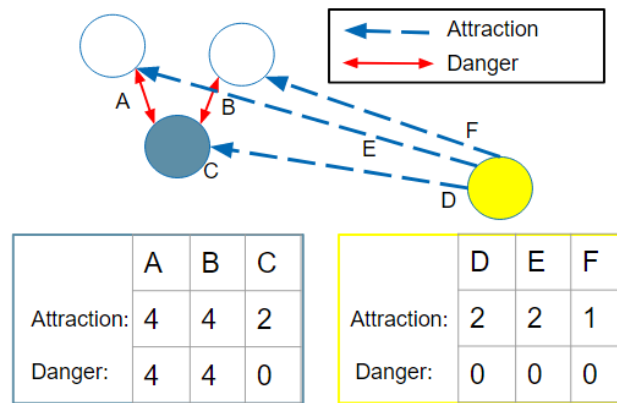 Attraction
Danger
A
B
C
D
E
F
A B C
Attraction: 4 4 2
Danger: 4 4 0
D E F
Attraction: 2 2 1
Danger: 0 0 0